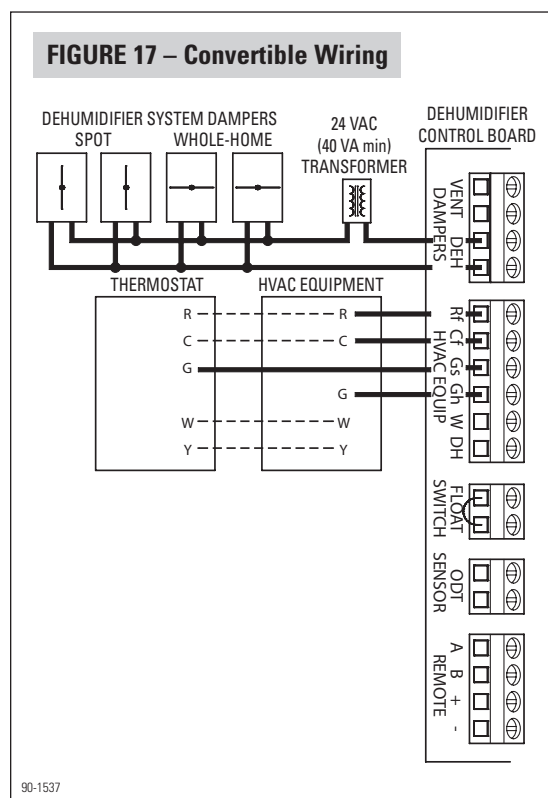 FIGURE 17 – Convertible Wiring
DEHUMIDIFIER SYSTEM DAMPERS
SPOT WHOLE-HOME
24 VAC
(40 VA min)
TRANSFORMER
DEHUMIDIFIER
CONTROL BOARD
VENT DEH
DAMPERS
THERMOSTAT HVAC EQUIPMENT
R R
C C
G
G
W W
Y Y
Rf Cf Gs Gh W DH
HVAC EQUIP
FLOAT
SWITCH
ODT
SENSOR
A B + -
REMOTE
90-1537